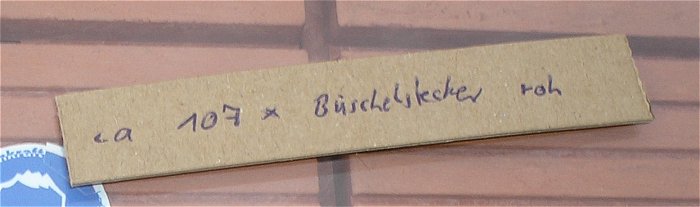 ca 107 x Büschelstecker roh